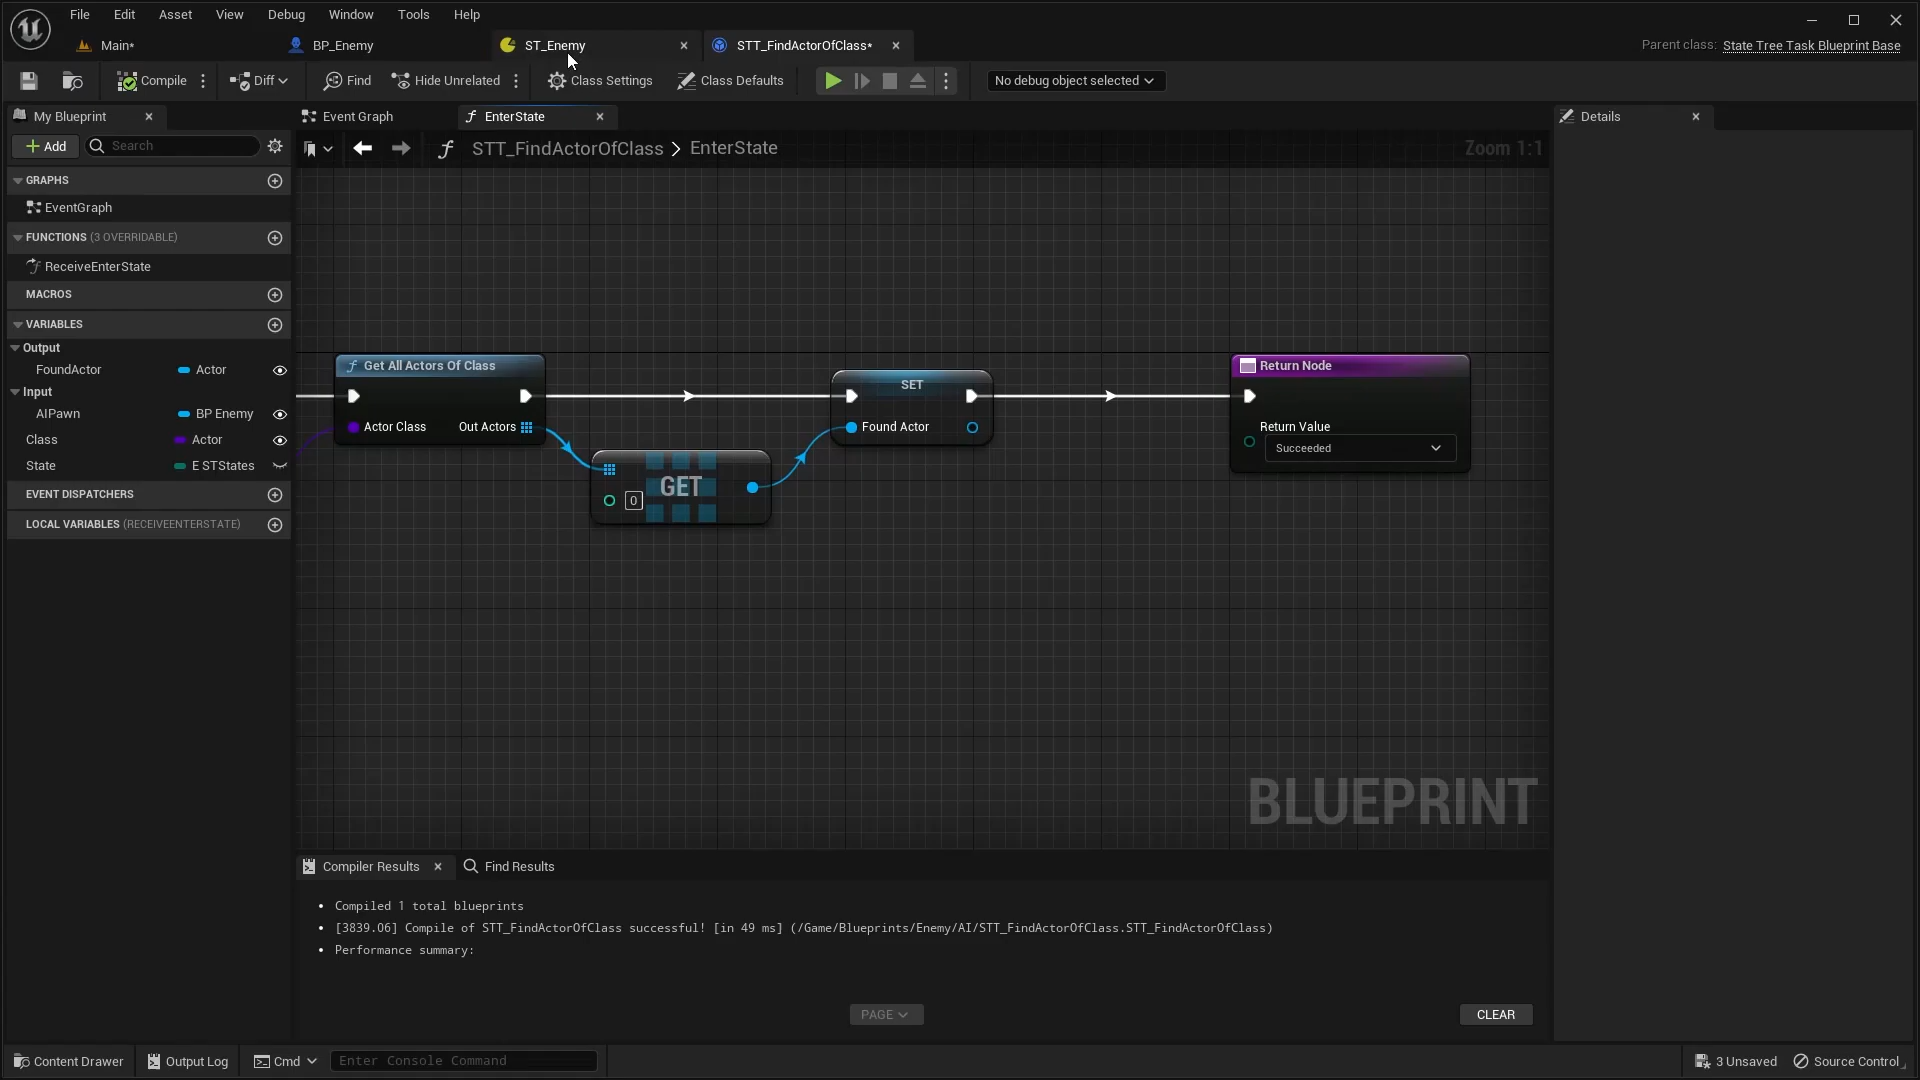 File Edit Asset View Debug Window Tools Help
Main* BP_Enemy ST_Enemy STT_FindActorOfClass* Parent class: State Tree Task Blueprint Base
Compile Diff Find Hide Unrelated Class Settings Class Defaults No debug object selected
My Blueprint Event Graph EnterState Details
Add Search STT_FindActorOfClass > EnterState Zoom 1:1
GRAPHS
EventGraph
FUNCTIONS (3 OVERRIDABLE)
ReceiveEnterState
MACROS
VARIABLES
Output
FoundActor Actor
Input
AIPawn BP Enemy
Class Actor
State E STStates
EVENT DISPATCHERS
LOCAL VARIABLES (RECEIVEENTERSTATE)
Get All Actors Of Class
Actor Class Out Actors
0 GET
SET
Found Actor
Return Node
Return Value
Succeeded
BLUEPRINT
Compiler Results Find Results
• Compiled 1 total blueprints
• [3839.06] Compile of STT_FindActorOfClass successful! [in 49 ms] (/Game/Blueprints/Enemy/AI/STT_FindActorOfClass.STT_FindActorOfClass)
• Performance summary:
PAGE CLEAR
Content Drawer Output Log Cmd Enter Console Command 3 Unsaved Source Control